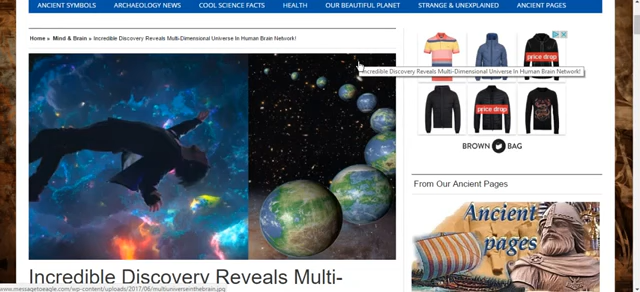 ANCIENT SYMBOLS ARCHAEOLOGY NEWS COOL SCIENCE FACTS HEALTH OUR BEAUTIFUL PLANET STRANGE & UNEXPLAINED ANCIENT PAGES
Home » Mind & Brain » Incredible Discovery Reveals Multi-Dimensional Universe In Human Brain Network!
Incredible Discovery Reveals Multi-Dimensional Universe In Human Brain Network!
price drop
price drop
BROWN BAG
From Our Ancient Pages
Ancient
pages
Incredible Discovery Reveals Multi-
www.messagetoeagle.com/wp-content/uploads/2017/06/multiuniverseinthebrain.jpg